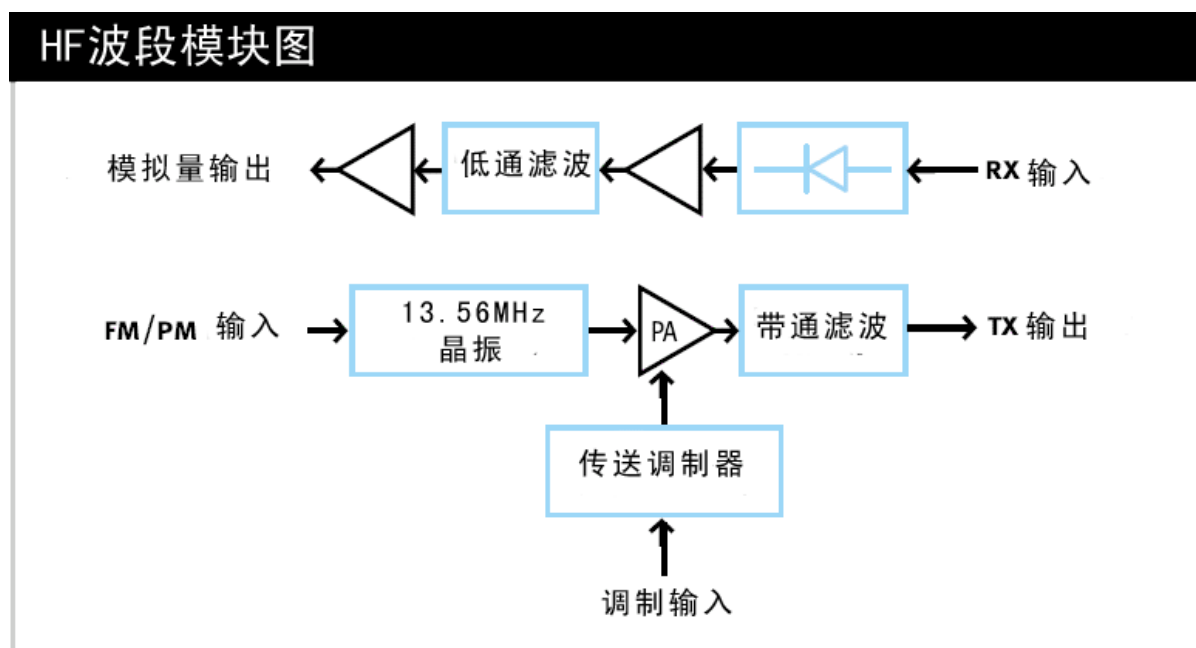 HF波段模块图
模拟量输出
低通滤波
RX 输入
FM/PM 输入
13.56MHz
晶振
PA
带通滤波
TX 输出
传送调制器
调制输入